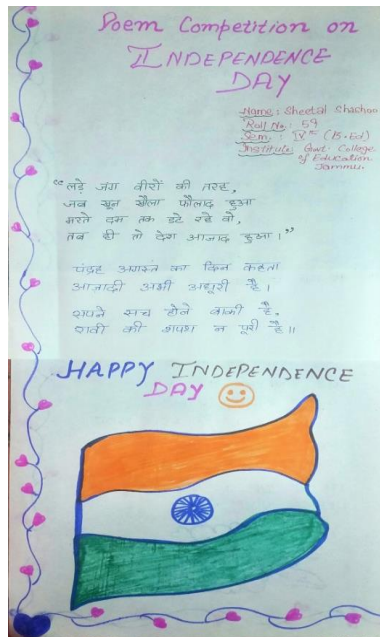 Poem Competition on
INDEPENDENCE
DAY
Name: Sheetal
Roll No: 59
Sem: IVth (B.Ed)
Institute: Govt. College
of Education
Jammu.
“लड़े जंग वीरों की तरह,
जब खून खौला फौलाद हुआ
मरते दम तक डटे रहे वो,
तब ही तो देश आजाद हुआ।”
पंद्रह अगस्त का दिन कहता
आजादी अभी अधूरी है।
सपने सच होने बाकी है,
रावी की शपथ न पूरी है॥
HAPPY INDEPENDENCE
DAY